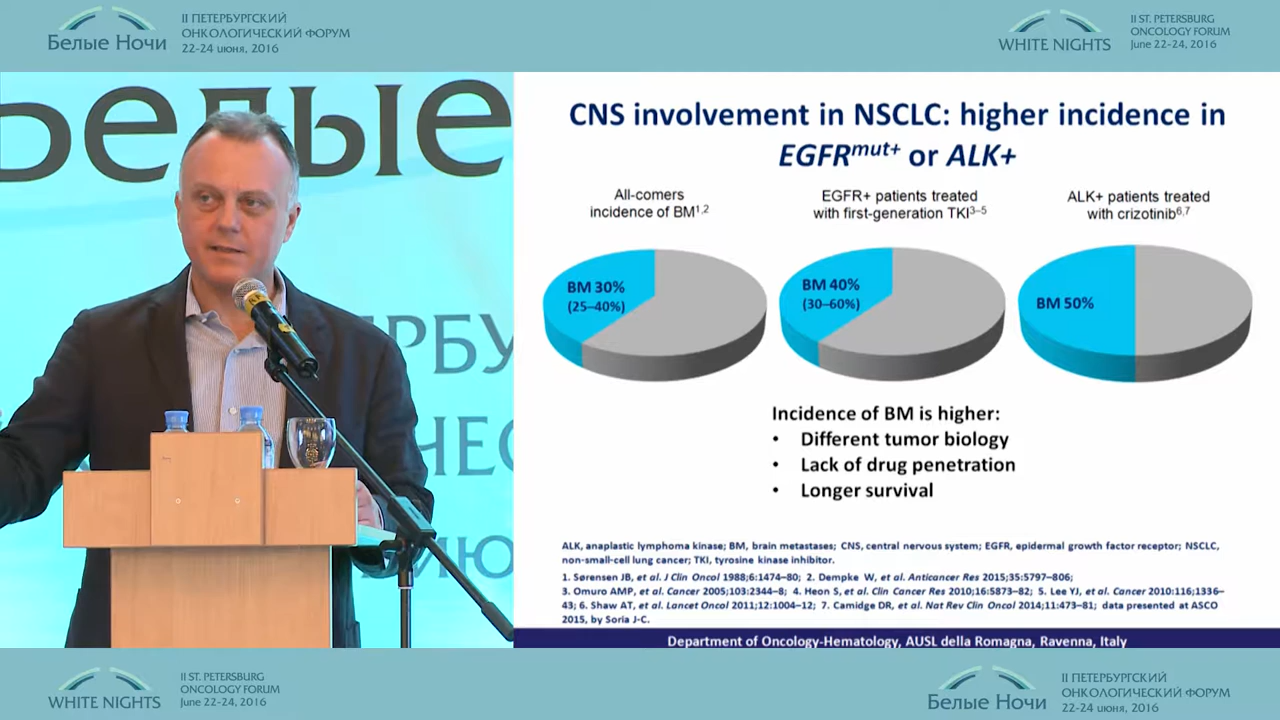 II ПЕТЕРБУРГСКИЙ
ОНКОЛОГИЧЕСКИЙ ФОРУМ
Белые Ночи
22-24 июня, 2016
II ST. PETERSBURG
ONCOLOGY FORUM
WHITE NIGHTS
June 22-24, 2016
Белые
CNS involvement in NSCLC: higher incidence in
EGFRmut+ or ALK+
All-comers
incidence of BM1,2
EGFR+ patients treated
with first-generation TKI3–5
ALK+ patients treated
with crizotinib6,7
BM 30%
(25–40%)
BM 40%
(30–60%)
BM 50%
Incidence of BM is higher:
• Different tumor biology
• Lack of drug penetration
• Longer survival
ALK, anaplastic lymphoma kinase; BM, brain metastases; CNS, central nervous system; EGFR, epidermal growth factor receptor; NSCLC,
non-small-cell lung cancer; TKI, tyrosine kinase inhibitor.
1. Sørensen JB, et al. J Clin Oncol 1988;6:1474–80; 2. Dempke W, et al. Anticancer Res 2015;35:5797–806;
3. Omuro AMP, et al. Cancer 2005;103:2344–8; 4. Heon S, et al. Clin Cancer Res 2010;16:5873–82; 5. Lee YJ, et al. Cancer 2010:116;1336–
43; 6. Shaw AT, et al. Lancet Oncol 2011;12:1004–12; 7. Camidge DR, et al. Nat Rev Clin Oncol 2014;11:473–81; data presented at ASCO
2015, by Soria J-C.
Department of Oncology-Hematology, AUSL della Romagna, Ravenna, Italy
II ST. PETERSBURG
ONCOLOGY FORUM
WHITE NIGHTS
June 22-24, 2016
II ПЕТЕРБУРГСКИЙ
ОНКОЛОГИЧЕСКИЙ ФОРУМ
Белые Ночи
22-24 июня, 2016